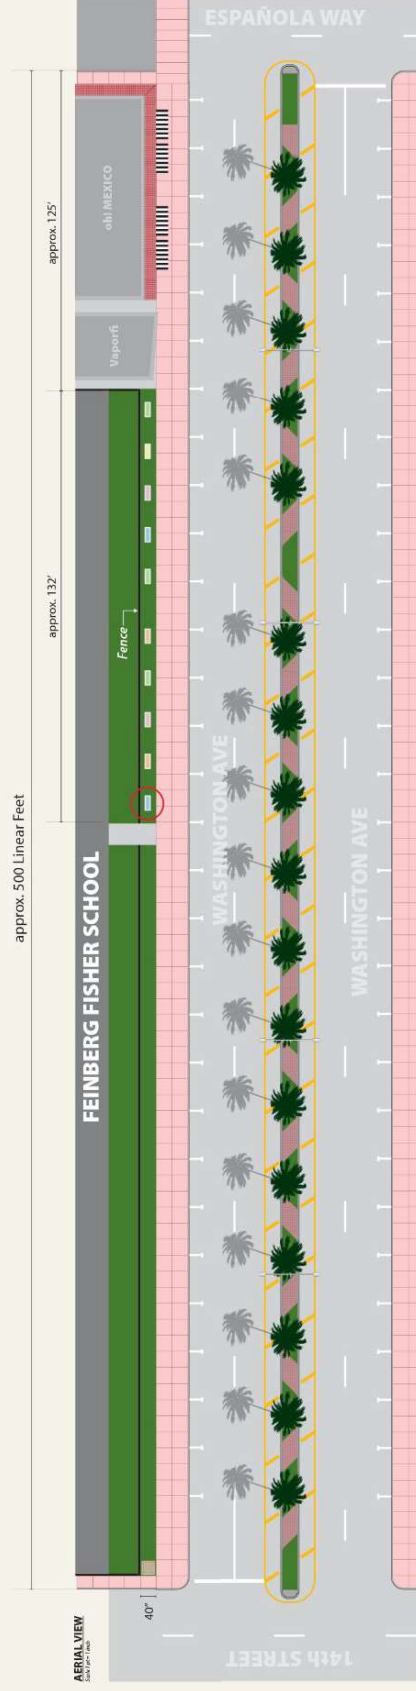 ESPAÑOLA WAY
approx. 125'
oh! MEXICO
Vaporfi
approx. 132'
Fence
approx. 500 Linear Feet
WASHINGTON AVE
WASHINGTON AVE
FEINBERG FISHER SCHOOL
40"
AERIAL VIEW
14th STREET